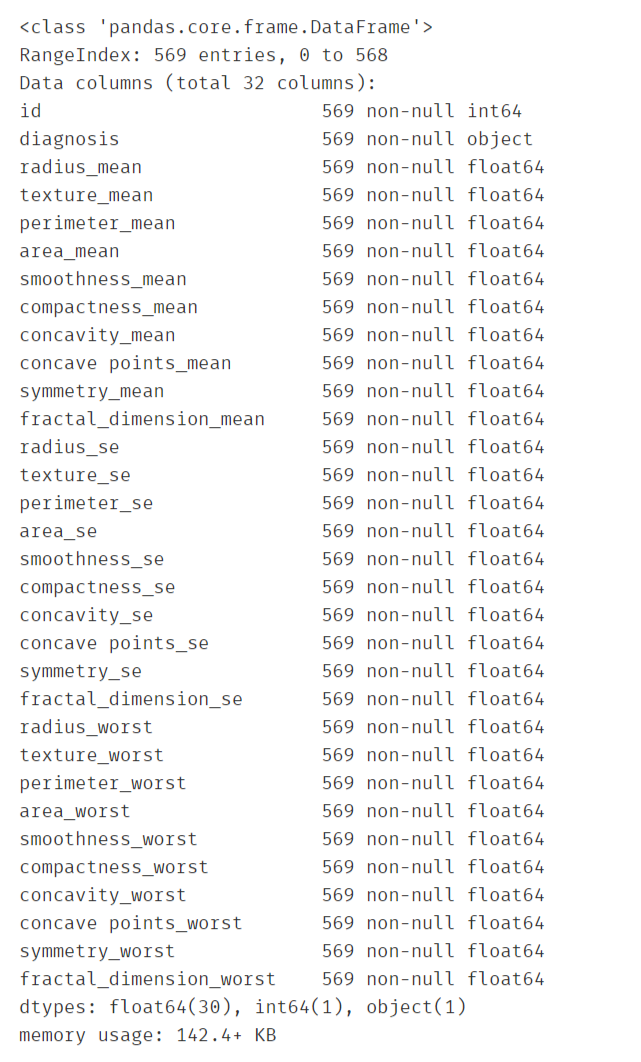 <class 'pandas.core.frame.DataFrame'>
RangeIndex: 569 entries, 0 to 568
Data columns (total 32 columns):
id                         569 non-null int64
diagnosis                  569 non-null object
radius_mean                569 non-null float64
texture_mean               569 non-null float64
perimeter_mean             569 non-null float64
area_mean                  569 non-null float64
smoothness_mean            569 non-null float64
compactness_mean           569 non-null float64
concavity_mean             569 non-null float64
concave points_mean        569 non-null float64
symmetry_mean              569 non-null float64
fractal_dimension_mean     569 non-null float64
radius_se                  569 non-null float64
texture_se                 569 non-null float64
perimeter_se               569 non-null float64
area_se                    569 non-null float64
smoothness_se              569 non-null float64
compactness_se             569 non-null float64
concavity_se               569 non-null float64
concave points_se          569 non-null float64
symmetry_se                569 non-null float64
fractal_dimension_se       569 non-null float64
radius_worst               569 non-null float64
texture_worst              569 non-null float64
perimeter_worst            569 non-null float64
area_worst                 569 non-null float64
smoothness_worst           569 non-null float64
compactness_worst          569 non-null float64
concavity_worst            569 non-null float64
concave points_worst       569 non-null float64
symmetry_worst             569 non-null float64
fractal_dimension_worst    569 non-null float64
dtypes: float64(30), int64(1), object(1)
memory usage: 142.4+ KB